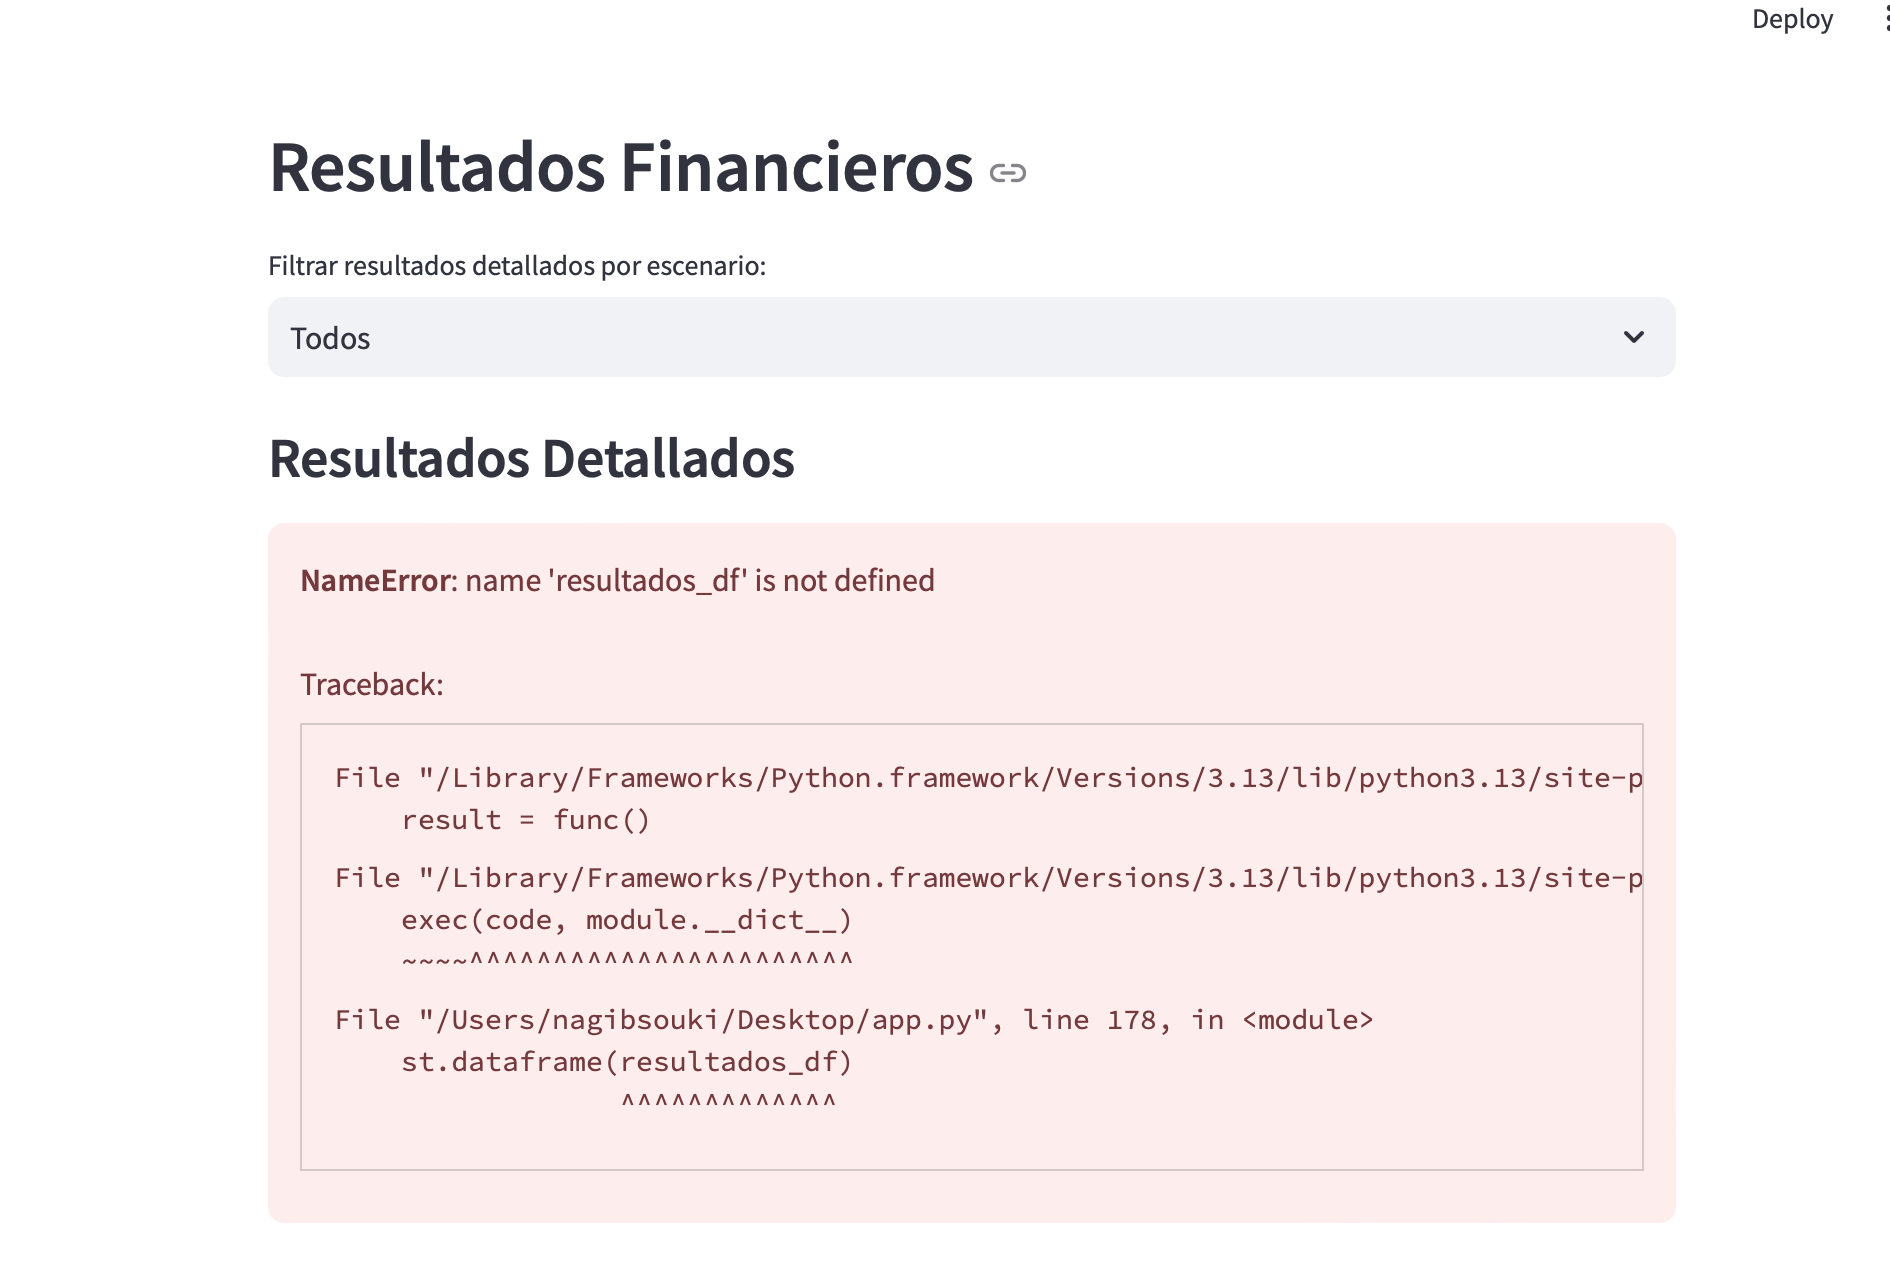 Deploy
Resultados Financieros
Filtrar resultados detallados por escenario:
Todos
Resultados Detallados
NameError: name 'resultados_df' is not defined
Traceback:
File "/Library/Frameworks/Python.framework/Versions/3.13/lib/python3.13/site-p
result = func()
File "/Library/Frameworks/Python.framework/Versions/3.13/lib/python3.13/site-p
exec(code, module.__dict__)
~~~~^^^^^^^^^^^^^^^^^^^^^^^
File "/Users/nagibsouki/Desktop/app.py", line 178, in <module>
st.dataframe(resultados_df)
^^^^^^^^^^^^^